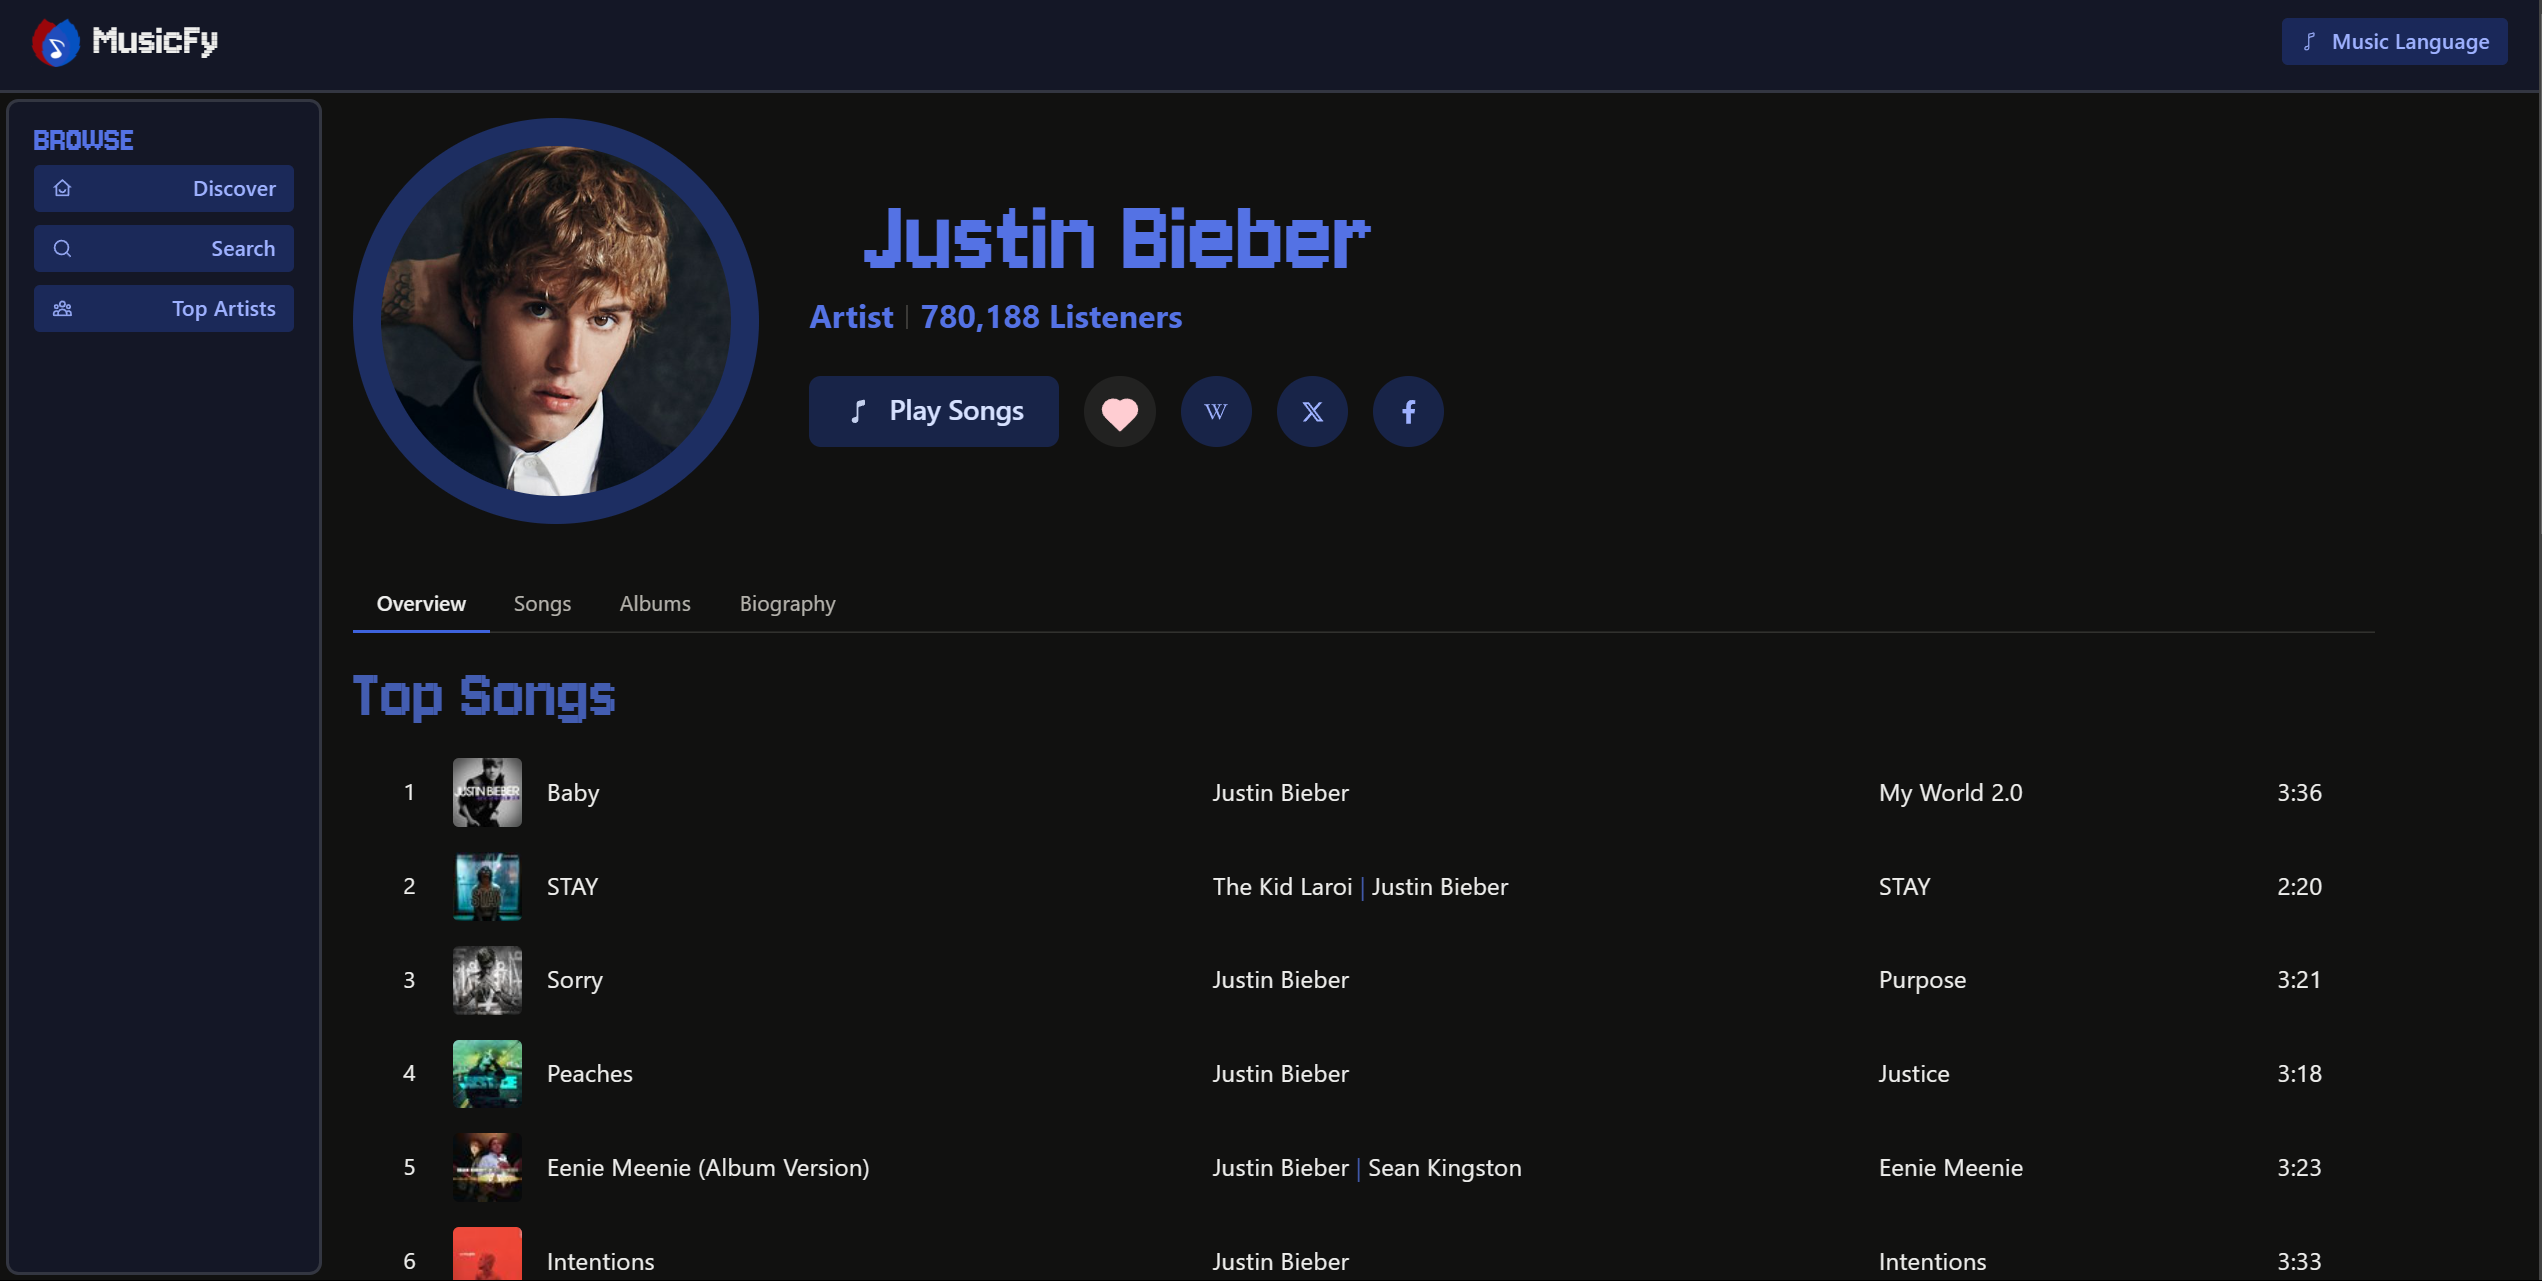 MusicFy
Music Language
BROWSE
Discover
Search
Top Artists
Justin Bieber
Artist | 780,188 Listeners
Play Songs
W
X
f
Overview
Songs
Albums
Biography
Top Songs
1 Baby Justin Bieber My World 2.0 3:36
JUSTIN BIEBER
2 STAY The Kid Laroi | Justin Bieber STAY 2:20
3 Sorry Justin Bieber Purpose 3:21
4 Peaches Justin Bieber Justice 3:18
5 Eenie Meenie (Album Version) Justin Bieber | Sean Kingston Eenie Meenie 3:23
6 Intentions Justin Bieber Intentions 3:33